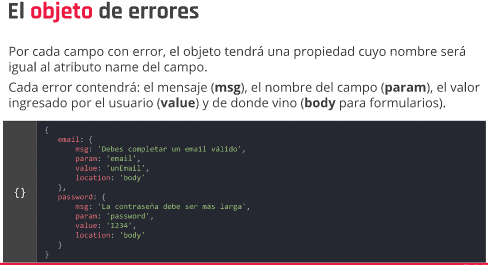 El objeto de errores
Por cada campo con error, el objeto tendrá una propiedad cuyo nombre será
igual al atributo name del campo.
Cada error contendrá: el mensaje (msg), el nombre del campo (param), el valor
ingresado por el usuario (value) y de donde vino (body para formularios).
{
email: {
msg: 'Debes completar un email válido',
param: 'email',
value: 'unEmail',
location: 'body'
},
{}
password: {
msg: 'La contraseña debe ser más larga',
param: 'password',
value: '1234',
location: 'body'
}
}